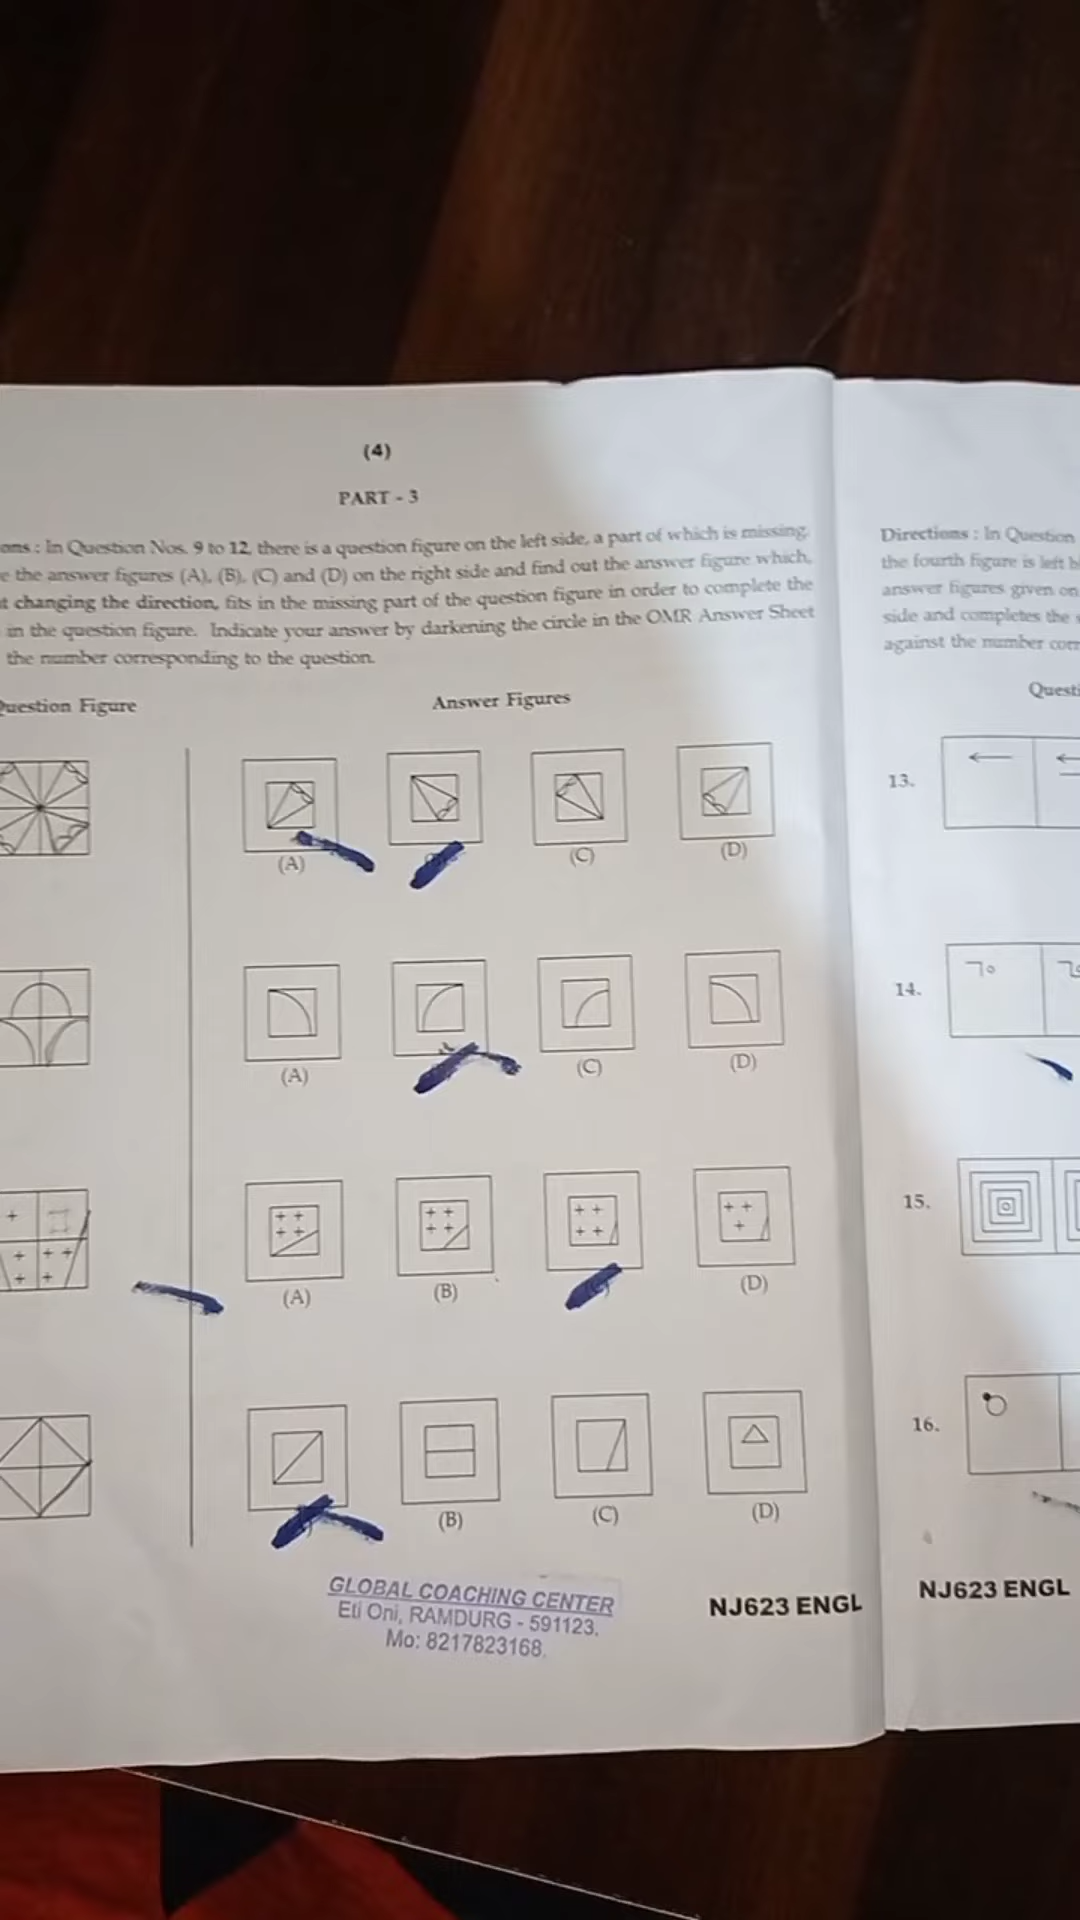 (4)
PART - 3
: In Question Nos. 9 to 12, there is a question figure on the left side, a part of which is missing.
the answer figures (A), (B), (C) and (D) on the right side and find out the answer figure which,
changing the direction, fits in the missing part of the question figure in order to complete the
in the question figure. Indicate your answer by darkening the circle in the OMR Answer Sheet
the number corresponding to the question.
Question Figure
Answer Figures
(A) (C) (D)
(A) (C) (D)
(A) (B) (D)
(B) (C) (D)
GLOBAL COACHING CENTER
Eti Oni, RAMDURG - 591123.
Mo: 8217823168.
NJ623 ENGL
Directions : In Question
the fourth figure is left
answer figures given on
side and completes the
against the number
13.
14.
15.
16.
NJ623 ENGL